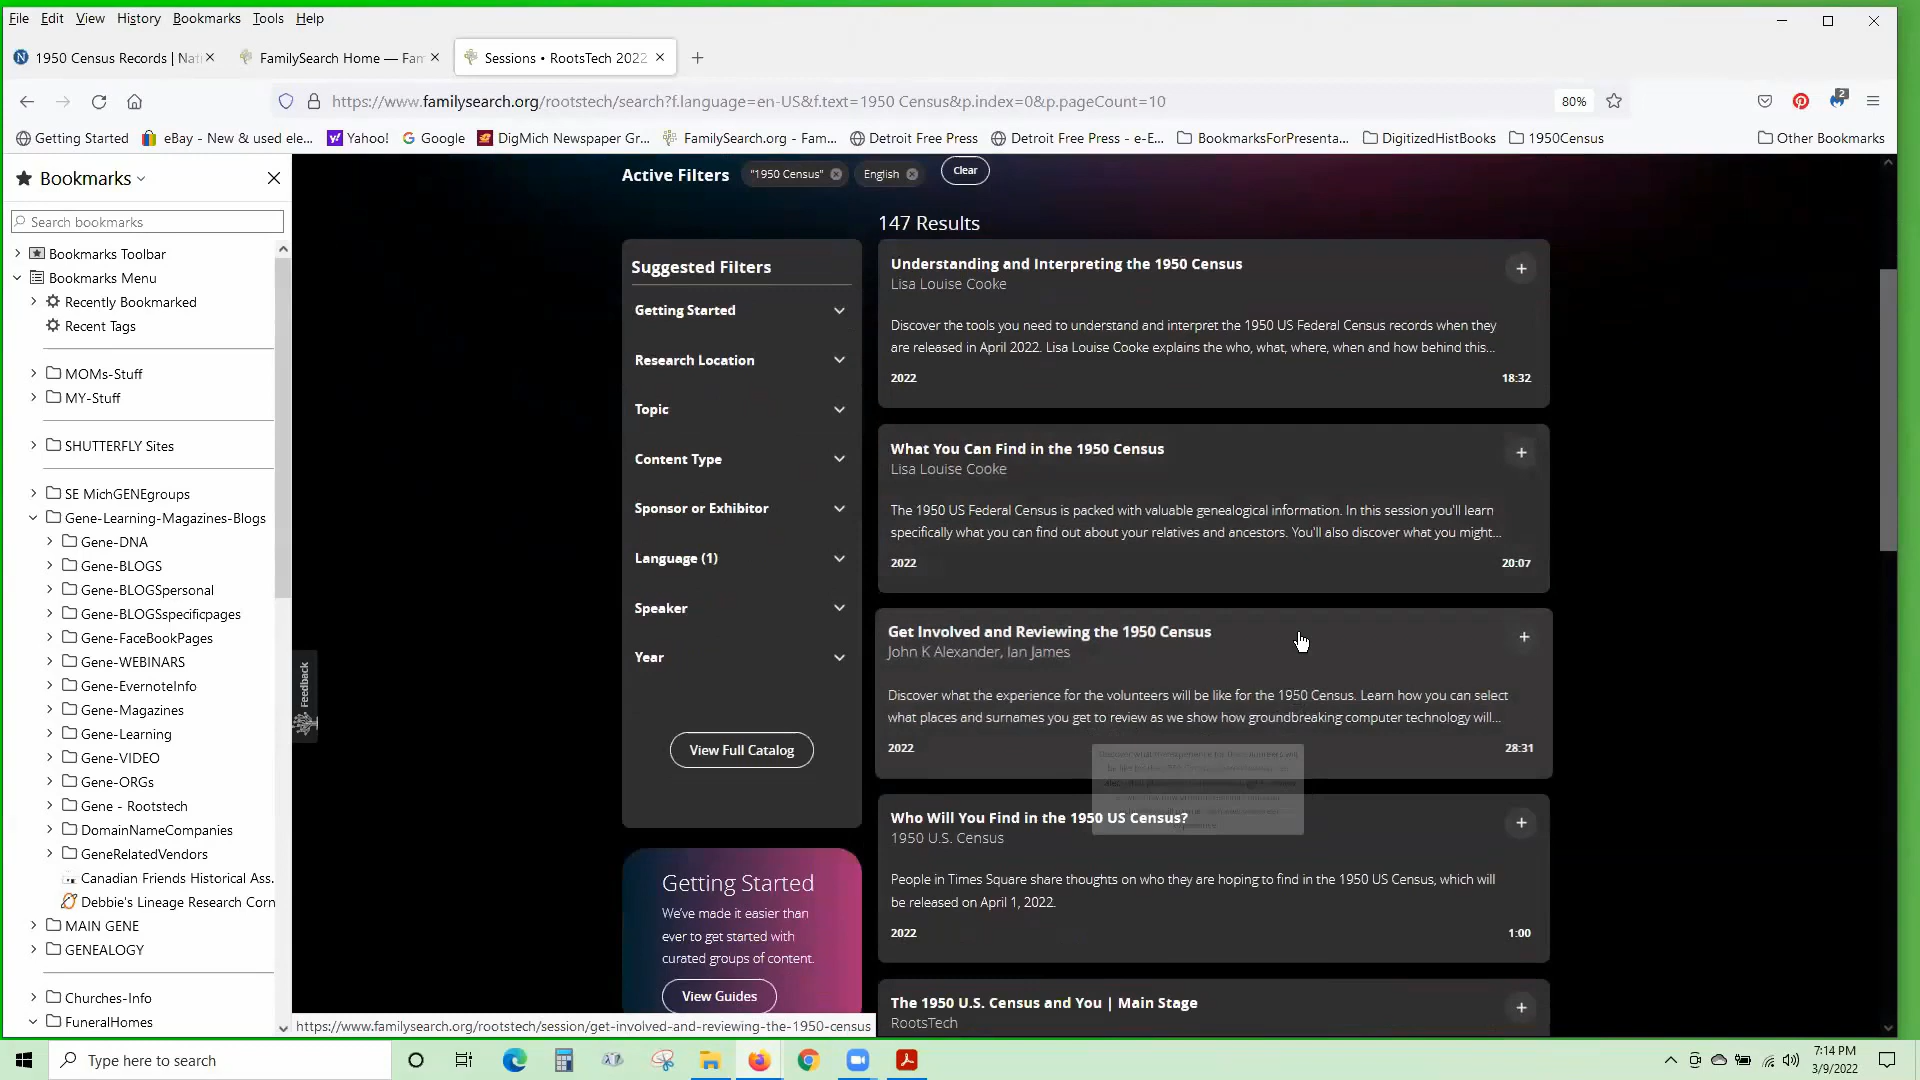 File Edit View History Bookmarks Tools Help
1950 Census Records | Nati
FamilySearch Home — Fam
Sessions • RootsTech 2022
https://www.familysearch.org/rootstech/search?f.language=en-US&f.text=1950 Census&p.index=0&p.pageCount=10
80%
2
Getting Started
eBay - New & used ele...
Yahoo!
Google
DigMich Newspaper Gr...
FamilySearch.org - Fam...
Detroit Free Press
Detroit Free Press - e-E...
BookmarksForPresenta...
DigitizedHistBooks
1950Census
Other Bookmarks
Bookmarks
Search bookmarks
Bookmarks Toolbar
Bookmarks Menu
Recently Bookmarked
Recent Tags
MOMs-Stuff
MY-Stuff
SHUTTERFLY Sites
SE MichGENEgroups
Gene-Learning-Magazines-Blogs
Gene-DNA
Gene-BLOGS
Gene-BLOGSpersonal
Gene-BLOGSspecificpages
Gene-FaceBookPages
Gene-WEBINARS
Gene-EvernoteInfo
Gene-Magazines
Gene-Learning
Gene-VIDEO
Gene-ORGs
Gene - Rootstech
DomainNameCompanies
GeneRelatedVendors
Canadian Friends Historical Ass.
Debbie's Lineage Research Corn
MAIN GENE
GENEALOGY
Churches-Info
FuneralHomes
Feedback
Active Filters
"1950 Census"
English
Clear
147 Results
Suggested Filters
Getting Started
Research Location
Topic
Content Type
Sponsor or Exhibitor
Language (1)
Speaker
Year
View Full Catalog
Getting Started
We've made it easier than
ever to get started with
curated groups of content.
View Guides
Understanding and Interpreting the 1950 Census
Lisa Louise Cooke
Discover the tools you need to understand and interpret the 1950 US Federal Census records when they
are released in April 2022. Lisa Louise Cooke explains the who, what, where, when and how behind this...
2022
18:32
What You Can Find in the 1950 Census
Lisa Louise Cooke
The 1950 US Federal Census is packed with valuable genealogical information. In this session you'll learn
specifically what you can find out about your relatives and ancestors. You'll also discover what you might...
2022
20:07
Get Involved and Reviewing the 1950 Census
John K Alexander, Ian James
Discover what the experience for the volunteers will be like for the 1950 Census. Learn how you can select
what places and surnames you get to review as we show how groundbreaking computer technology will...
2022
28:31
Who Will You Find in the 1950 US Census?
1950 U.S. Census
People in Times Square share thoughts on who they are hoping to find in the 1950 US Census, which will
be released on April 1, 2022.
2022
1:00
The 1950 U.S. Census and You | Main Stage
RootsTech
https://www.familysearch.org/rootstech/session/get-involved-and-reviewing-the-1950-census
Type here to search
7:14 PM
3/9/2022